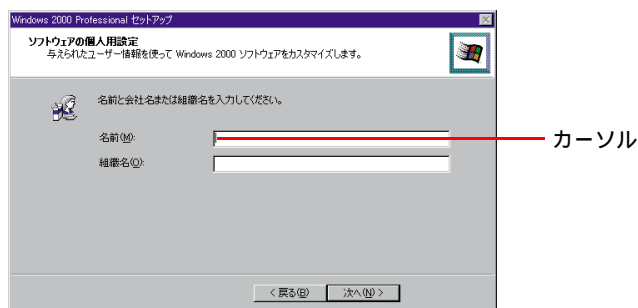 Windows 2000 Professional セットアップ
ソフトウェアの個人用設定
与えられたユーザー情報を使って Windows 2000 ソフトウェアをカスタマイズします。
名前と会社名または組織名を入力してください。
名前(M):
カーソル
組織名(O):
< 戻る(B)
次へ(N) >